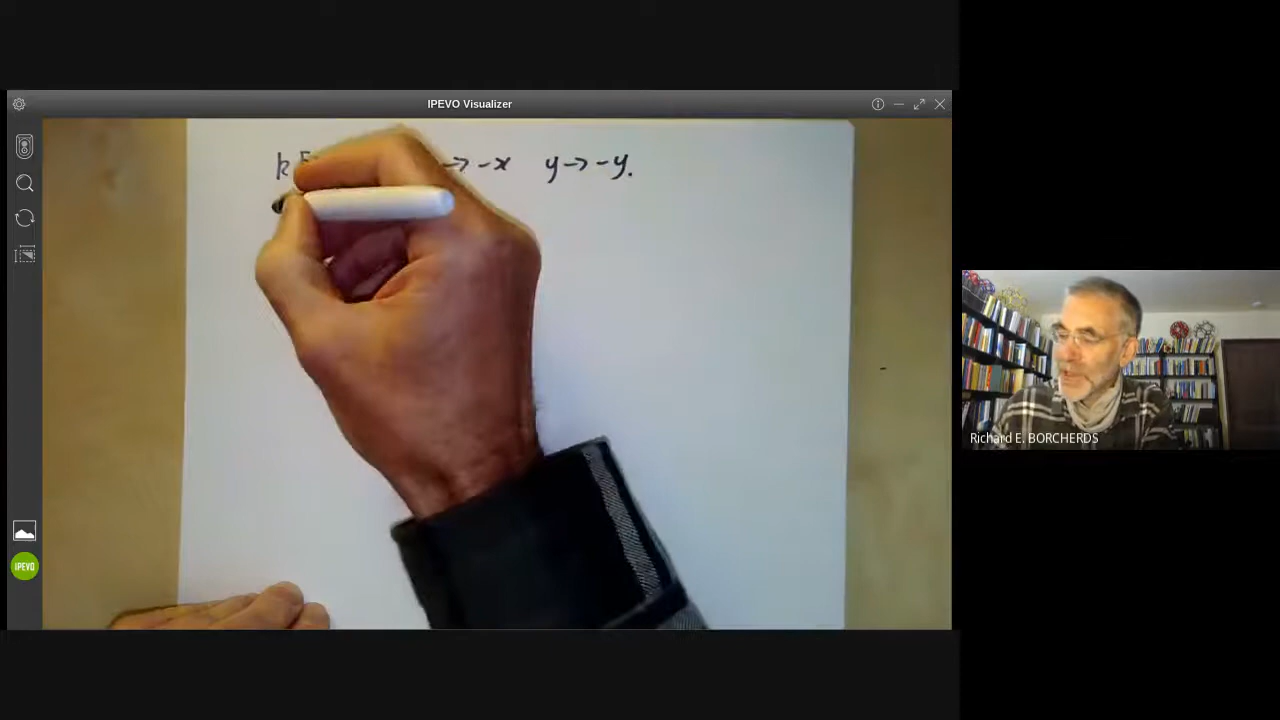 IPEVO Visualizer
k → -x y → -y.
Richard E. BORCHERDS
IPEVO